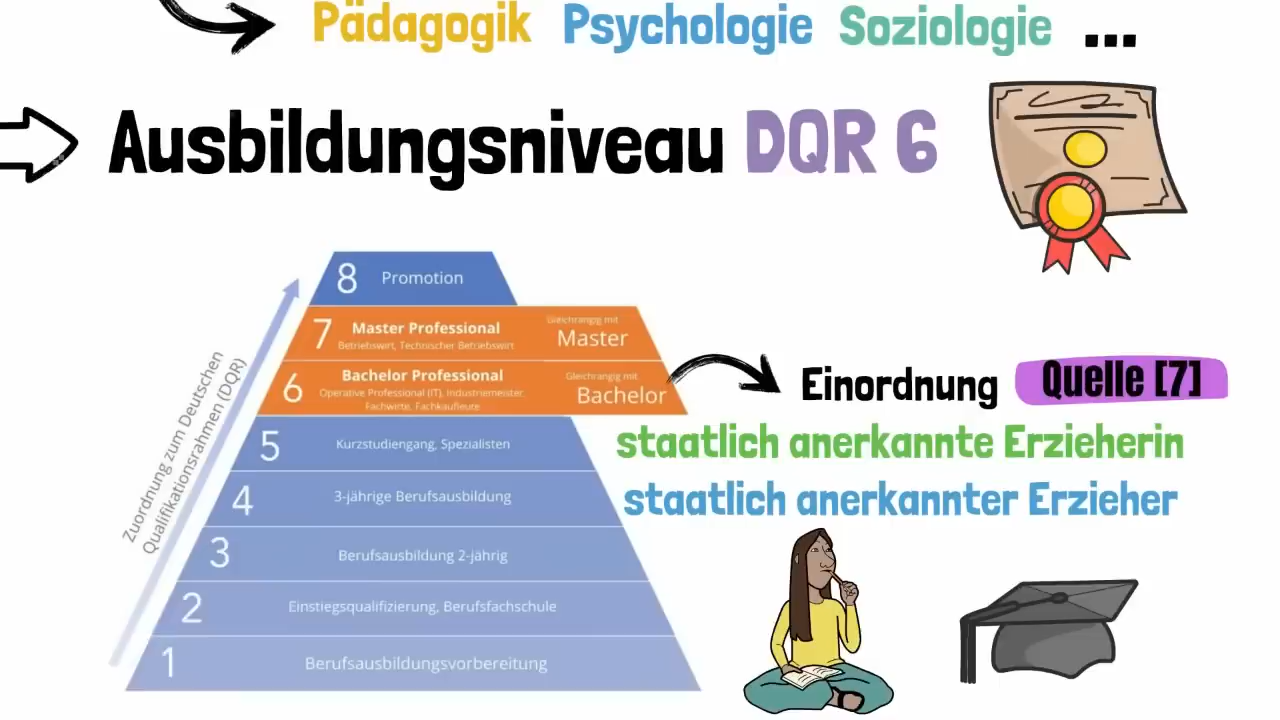 Pädagogik Psychologie Soziologie ...
Ausbildungsniveau DQR 6
Zuordnung zum Deutschen
Qualifikationsrahmen (DQR)
8 Promotion
7 Master Professional
Betriebswirt, Technischer Betriebswirt
Gleichrangig mit
Master
6 Bachelor Professional
Operative Professional (IT), Industriemeister,
Fachwirte, Fachkaufleute
Gleichrangig mit
Bachelor
5 Kurzstudiengang, Spezialisten
4 3-jährige Berufsausbildung
3 Berufsausbildung 2-jährig
2 Einstiegsqualifizierung, Berufsfachschule
1 Berufsausbildungsvorbereitung
Einordnung Quelle [7]
staatlich anerkannte Erzieherin
staatlich anerkannter Erzieher